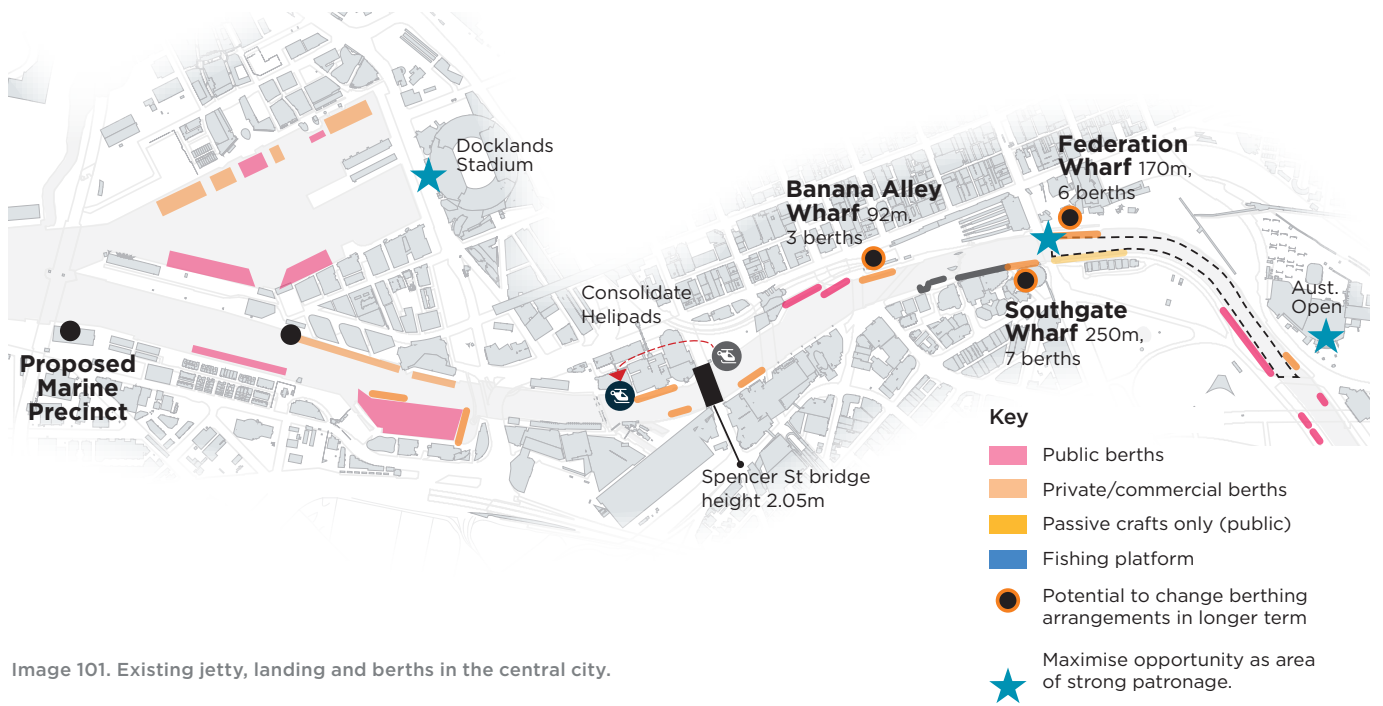 Docklands
Stadium
Federation
Wharf 170m,
6 berths
Banana Alley
Wharf 92m,
3 berths
Consolidate
Helipads
Aust.
Open
Southgate
Wharf 250m,
7 berths
Proposed
Marine
Precinct
Spencer St bridge
height 2.05m
Key
Public berths
Private/commercial berths
Passive crafts only (public)
Fishing platform
Potential to change berthing
arrangements in longer term
Maximise opportunity as area
of strong patronage.
Image 101. Existing jetty, landing and berths in the central city.